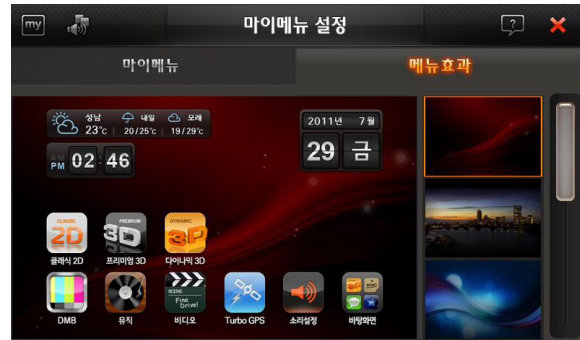 my
마이메뉴 설정
?
마이메뉴
메뉴효과
성남 내일 모레
23°c 20/25°c 19/29°c
2011년 7월
AM
PM 02 46
29 금
CLASSIC PREMIUM DYNAMIC
2D 3D 3D
클래식 2D 프리미엄 3D 다이나믹 3D
Fine
Drive!
DMB 뮤직 비디오 Turbo GPS 소리설정 바탕화면